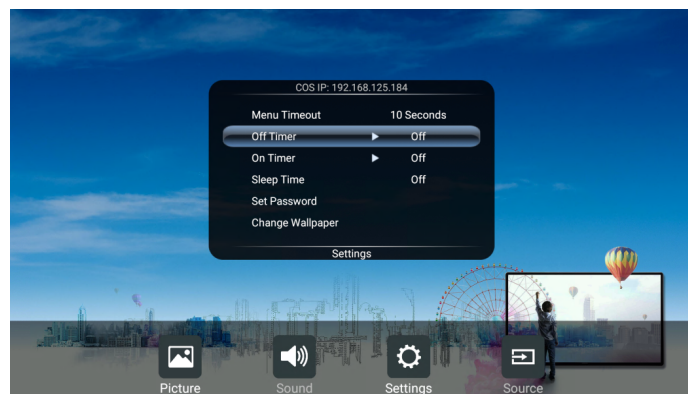 COS IP: 192.168.125.184
Menu Timeout 10 Seconds
Off Timer Off
On Timer Off
Sleep Time Off
Set Password
Change Wallpaper
Settings
Picture Sound Settings Source